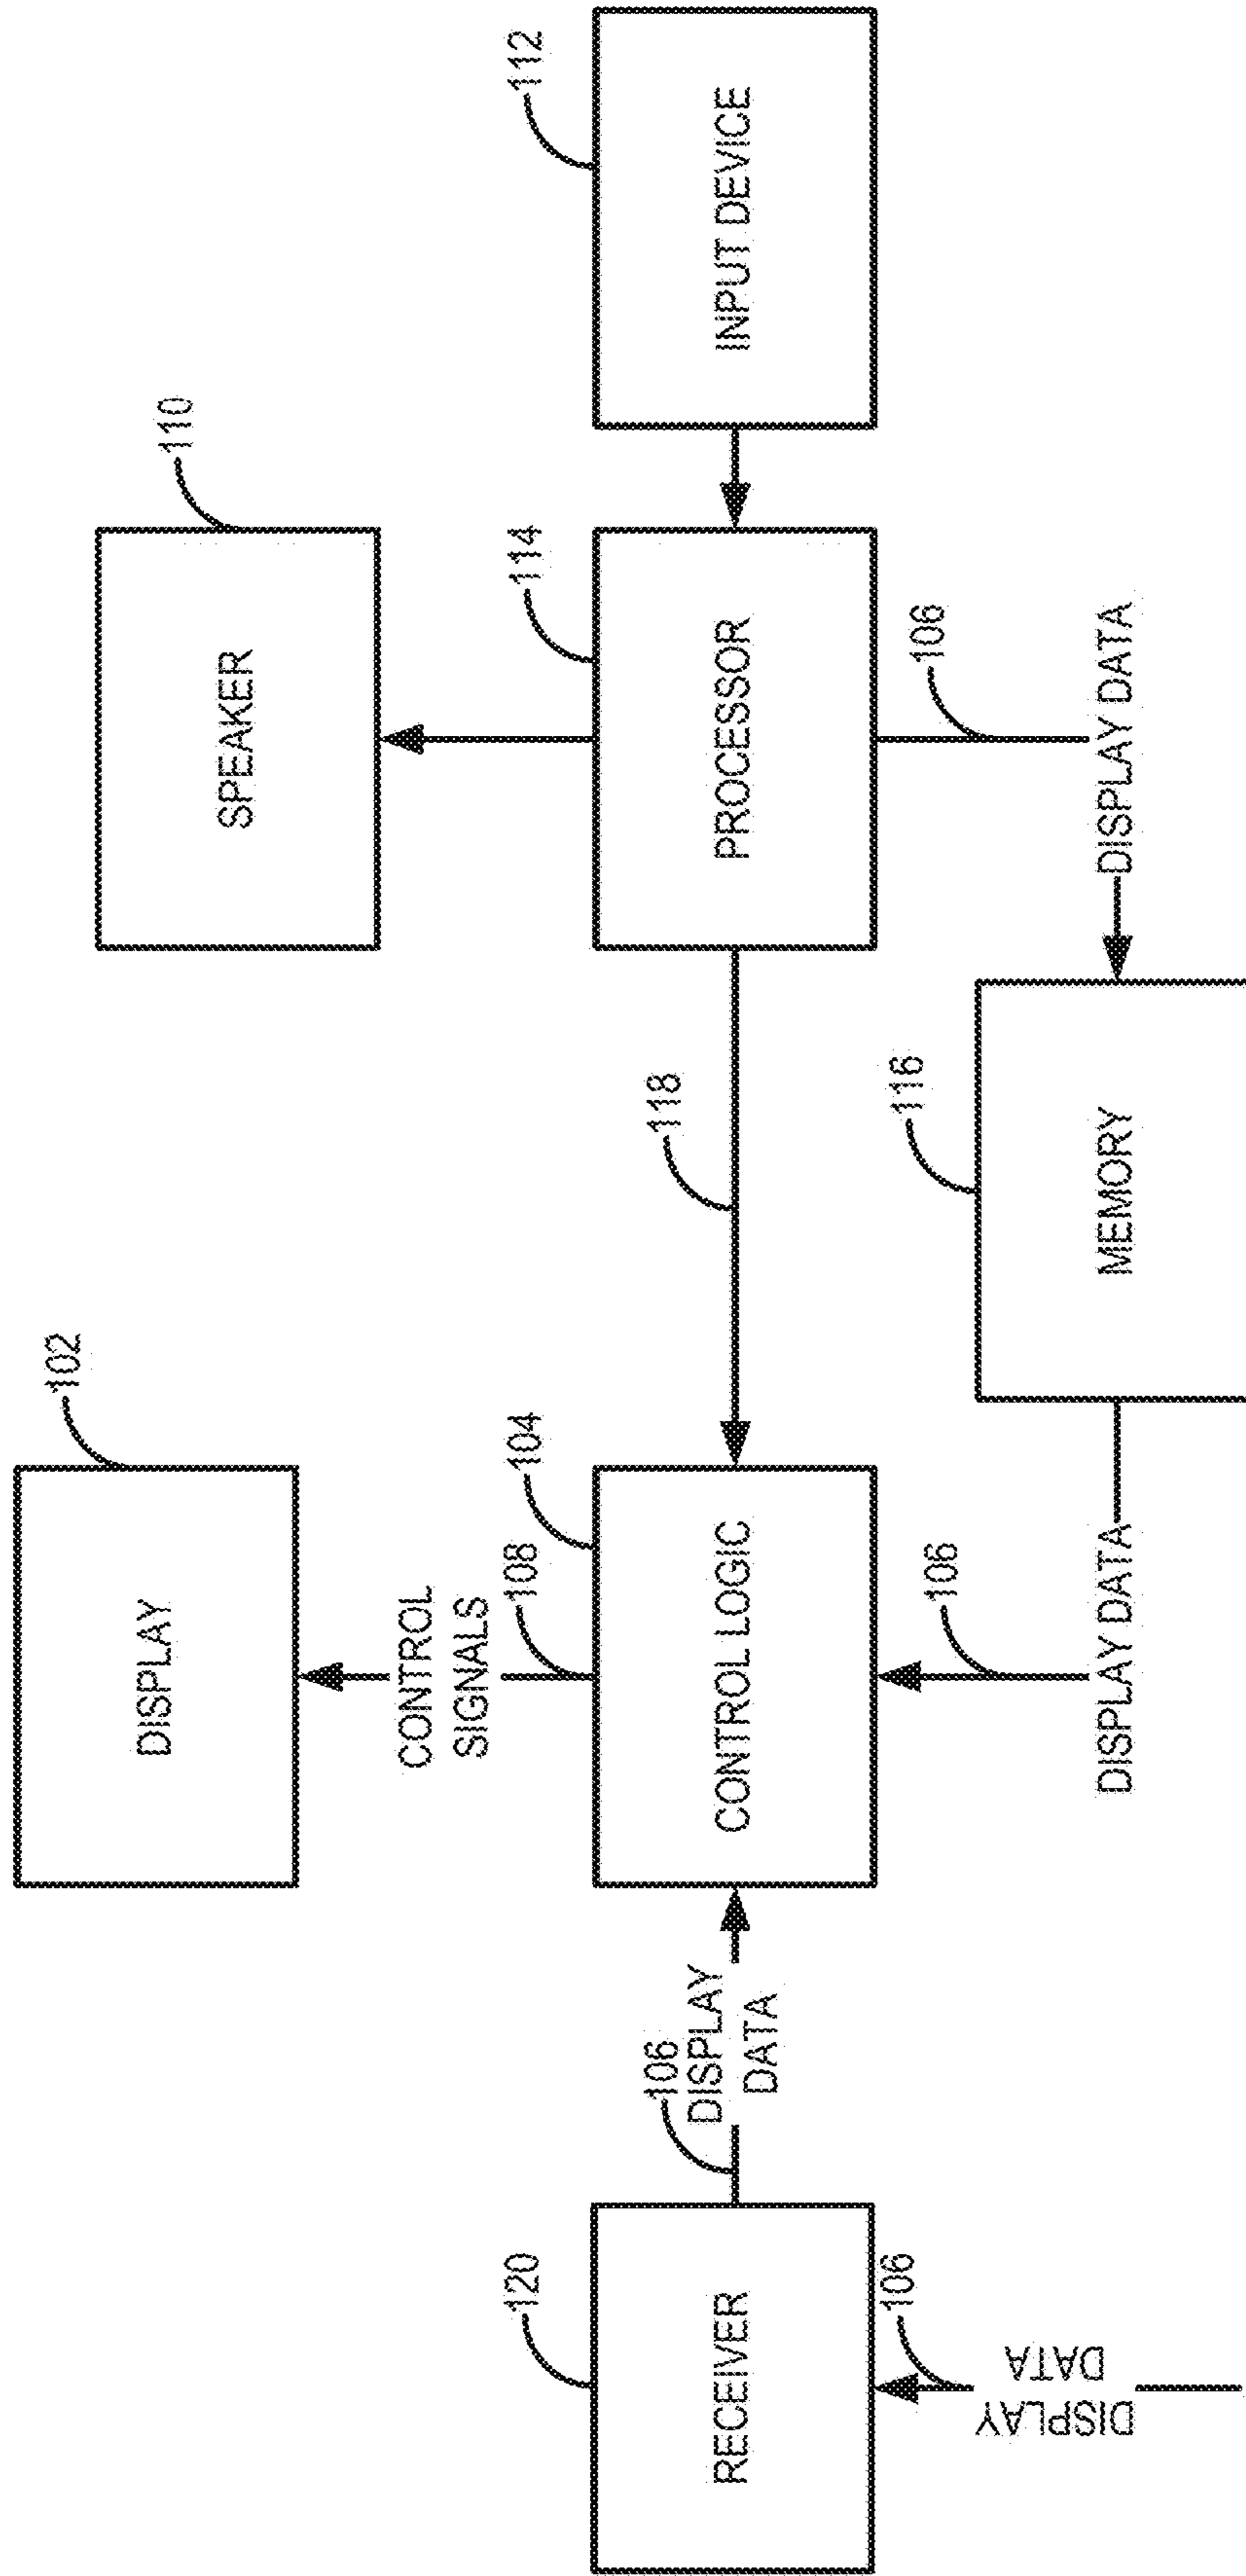 102
DISPLAY
110
SPEAKER
CONTROL
SIGNALS
120
108
104
114
112
RECEIVER
106
DISPLAY
DATA
CONTROL LOGIC
118
PROCESSOR
INPUT DEVICE
106
DISPLAY
DATA
106
DISPLAY DATA
116
MEMORY
106
DISPLAY DATA